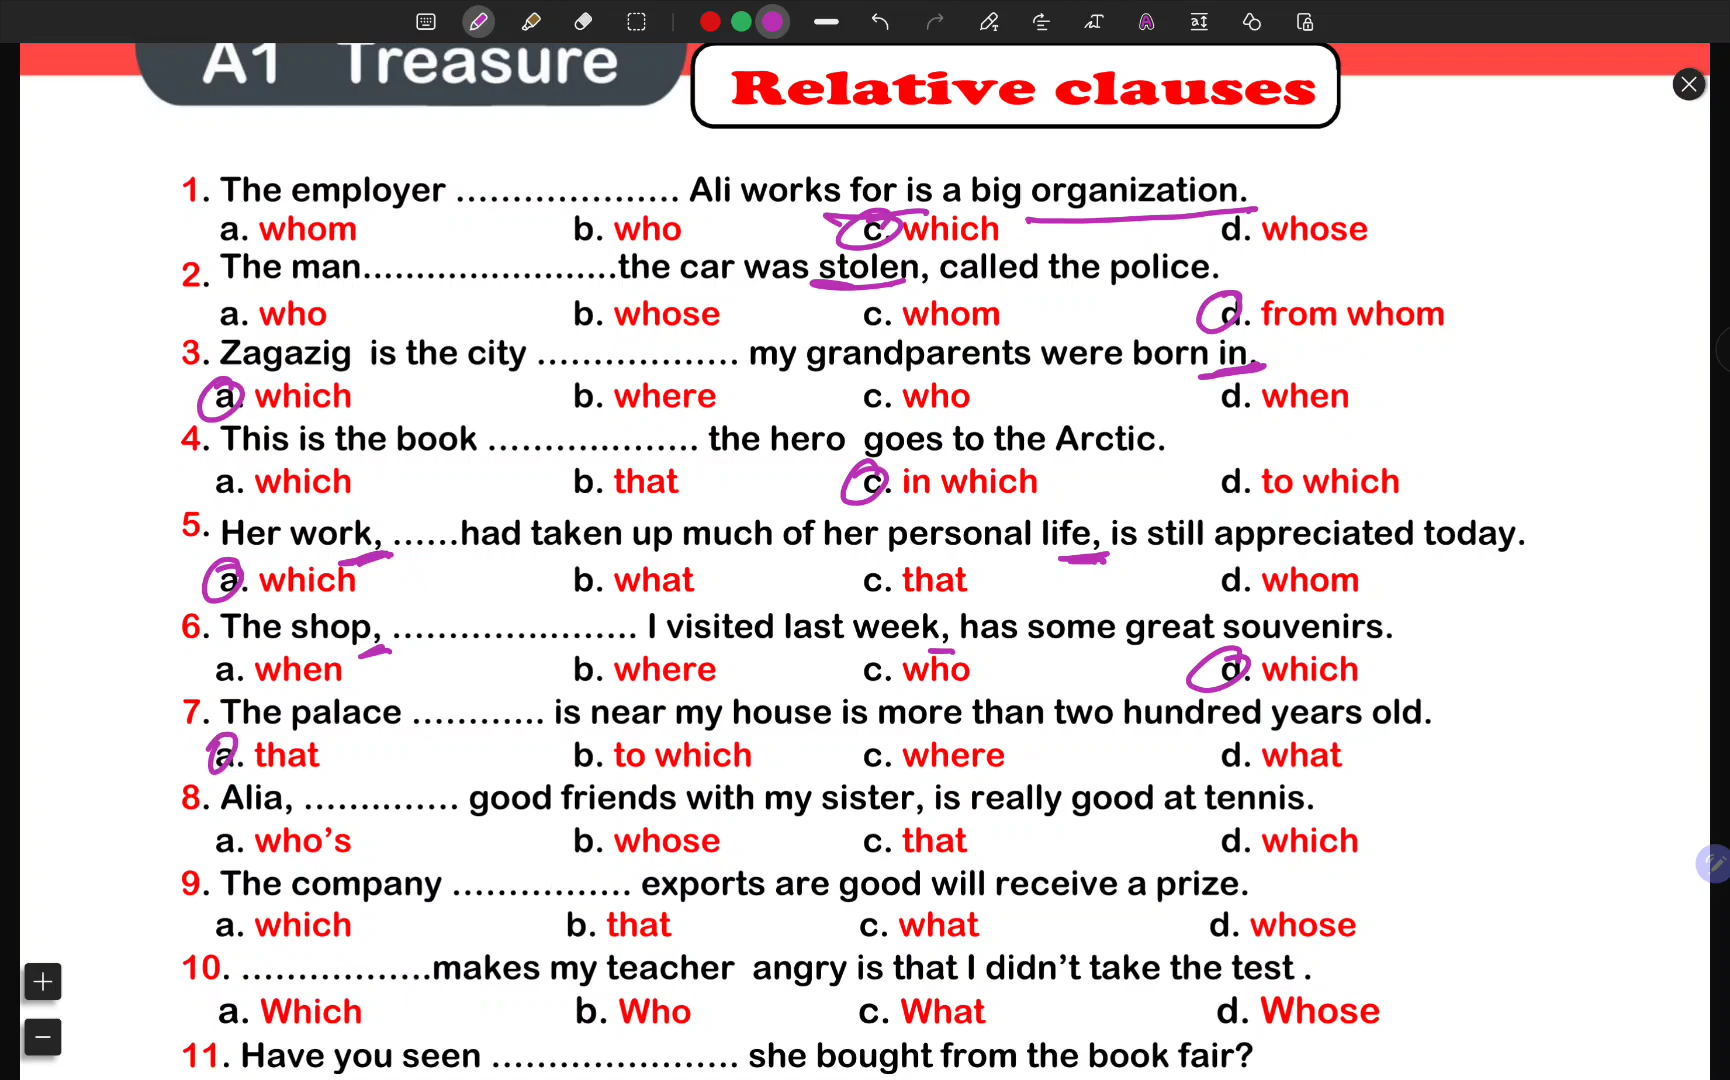 A1 Treasure
Relative clauses
1. The employer .................... Ali works for is a big organization.
a. whom b. who c. which d. whose
2. The man.......................the car was stolen, called the police.
a. who b. whose c. whom d. from whom
3. Zagazig is the city .................. my grandparents were born in.
a. which b. where c. who d. when
4. This is the book ................... the hero goes to the Arctic.
a. which b. that c. in which d. to which
5. Her work, ......had taken up much of her personal life, is still appreciated today.
a. which b. what c. that d. whom
6. The shop, ...................... I visited last week, has some great souvenirs.
a. when b. where c. who d. which
7. The palace ............ is near my house is more than two hundred years old.
a. that b. to which c. where d. what
8. Alia, .............. good friends with my sister, is really good at tennis.
a. who’s b. whose c. that d. which
9. The company ................ exports are good will receive a prize.
a. which b. that c. what d. whose
10. .................makes my teacher angry is that I didn’t take the test .
a. Which b. Who c. What d. Whose
11. Have you seen ...................... she bought from the book fair?